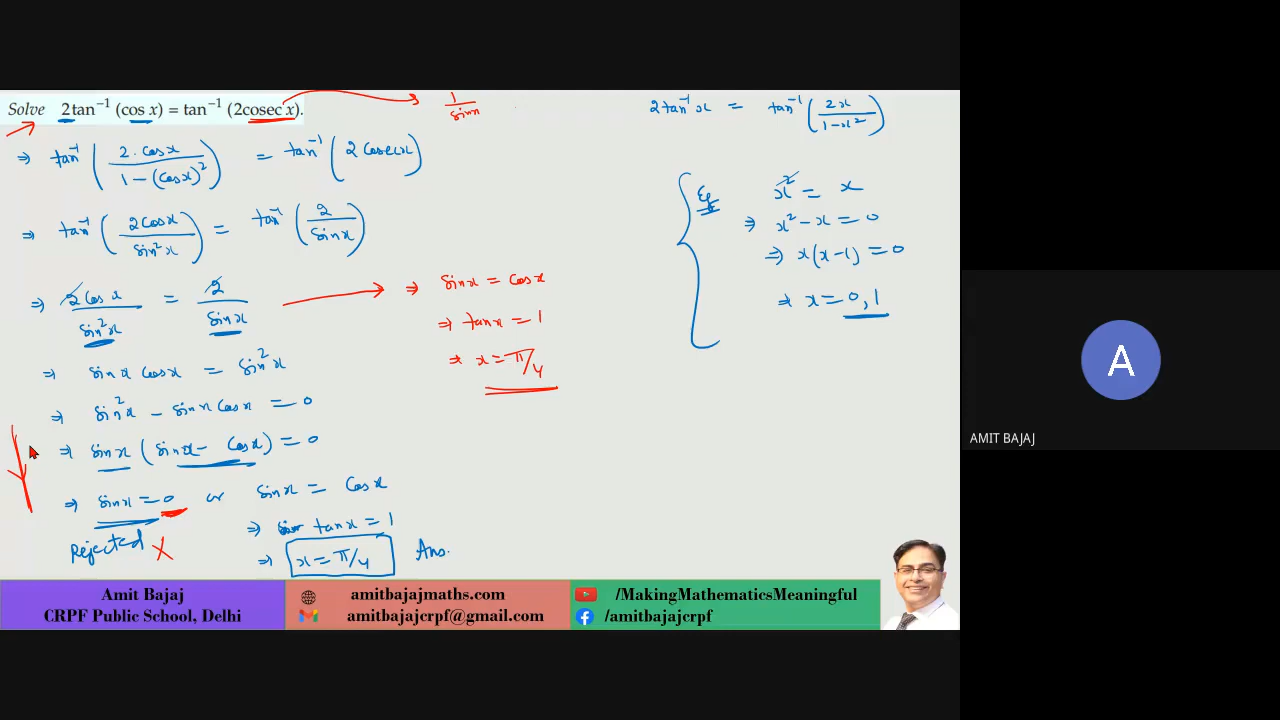 Solve 2tan⁻¹ (cos x) = tan⁻¹ (2cosec x).
1/sinx
2tan⁻¹x = tan⁻¹(2x/(1-x²))
⇒ tan⁻¹(2.cosx/(1-(cosx)²)) = tan⁻¹(2 cosecx)
⇒ tan⁻¹(2cosx/sin²x) = tan⁻¹(2/sinx)
⇒ 2cosx/sin²x = 2/sinx
⇒ sinx cosx = sin²x
⇒ sin²x - sinx cosx = 0
⇒ sinx (sinx - cosx) = 0
⇒ sinx = 0 or sinx = cosx
Rejected X
⇒ tanx = 1
⇒ x = π/4 Ans.
⇒ sinx = cosx
⇒ tanx = 1
⇒ x = π/4
Eg x² = x
⇒ x² - x = 0
⇒ x(x-1) = 0
⇒ x = 0, 1
A
AMIT BAJAJ
Amit Bajaj
CRPF Public School, Delhi
amitbajajmaths.com
amitbajajcrpf@gmail.com
/MakingMathematicsMeaningful
/amitbajajcrpf